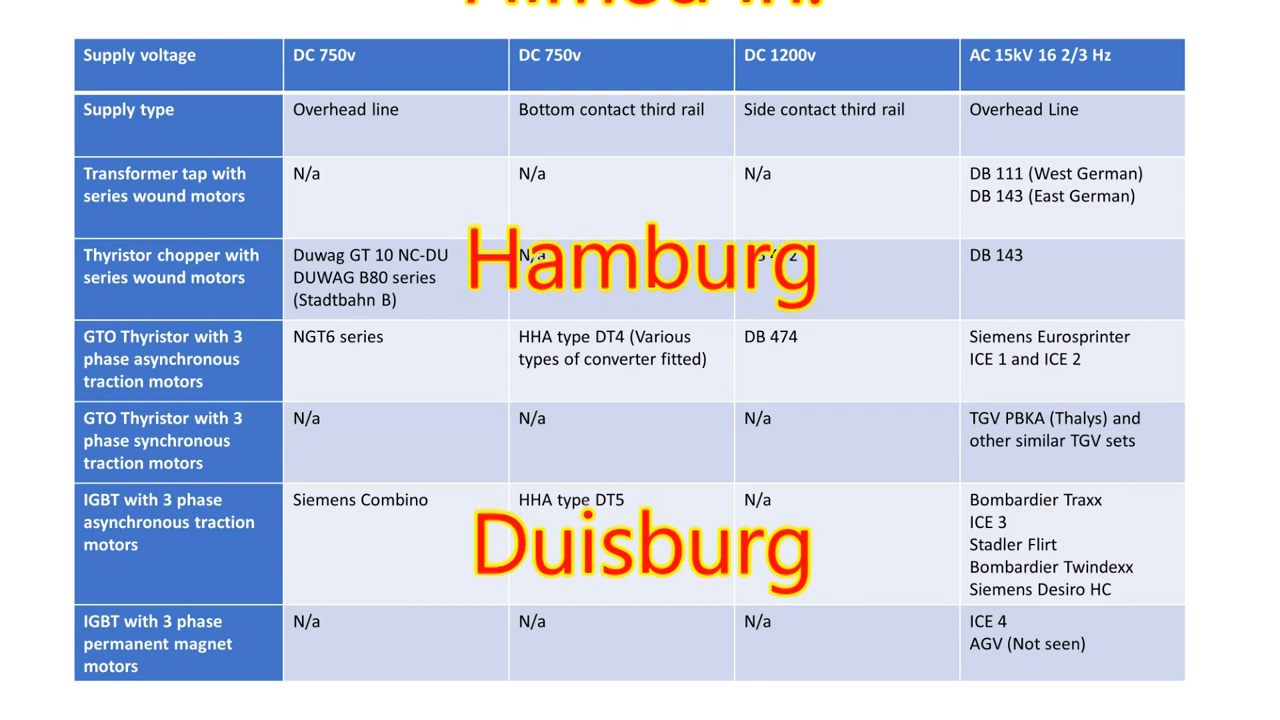 Supply voltage
DC 750v
DC 750v
DC 1200v
AC 15kV 16 2/3 Hz
Supply type
Overhead line
Bottom contact third rail
Side contact third rail
Overhead Line
Transformer tap with
series wound motors
N/a
N/a
N/a
DB 111 (West German)
DB 143 (East German)
Thyristor chopper with
series wound motors
Duwag GT 10 NC-DU
DUWAG B80 series
(Stadtbahn B)
N/a
DB 143
Hamburg
GTO Thyristor with 3
phase asynchronous
traction motors
NGT6 series
HHA type DT4 (Various
types of converter fitted)
DB 474
Siemens Eurosprinter
ICE 1 and ICE 2
GTO Thyristor with 3
phase synchronous
traction motors
N/a
N/a
N/a
TGV PBKA (Thalys) and
other similar TGV sets
IGBT with 3 phase
asynchronous traction
motors
Siemens Combino
HHA type DT5
N/a
Bombardier Traxx
ICE 3
Stadler Flirt
Bombardier Twindexx
Siemens Desiro HC
Duisburg
IGBT with 3 phase
permanent magnet
motors
N/a
N/a
N/a
ICE 4
AGV (Not seen)